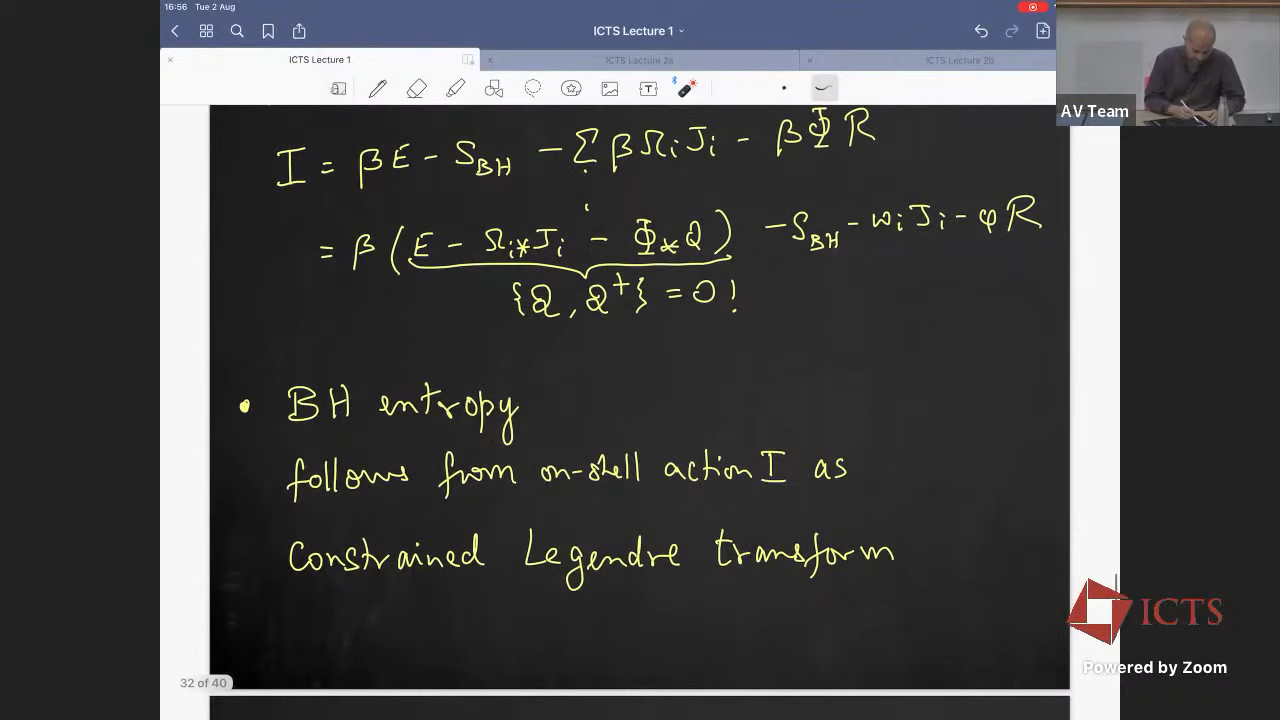 16:56 Tue 2 Aug
ICTS Lecture 1
ICTS Lecture 1 ICTS Lecture 2a ICTS Lecture 2b
AV Team
I = βE - S_BH - Σ_i βΩ_i J_i - βΦR
= β(E - Ω_i* J_i - Φ_* Q) - S_BH - ω_i J_i - φR
{Q, Q†} = 0!
• BH entropy
follows from on-shell action I as
Constrained Legendre transform
32 of 40
ICTS
Powered by Zoom